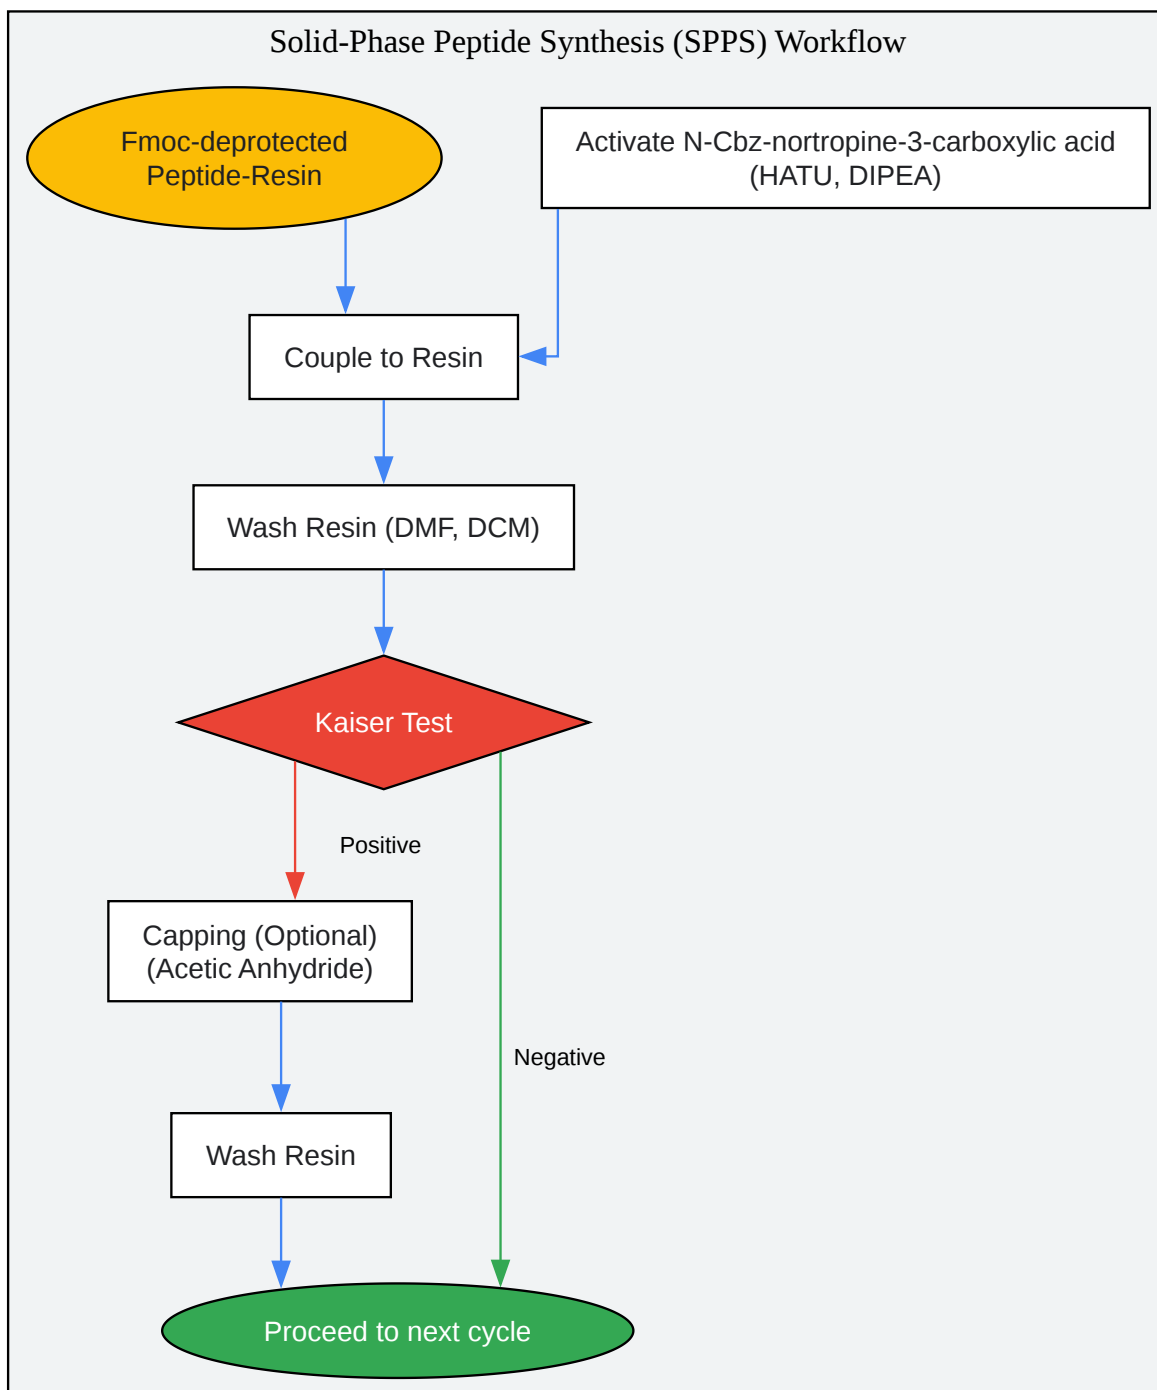 Solid-Phase Peptide Synthesis (SPPS) Workflow
Fmoc-deprotected
Peptide-Resin
Activate N-Cbz-nortropine-3-carboxylic acid
(HATU, DIPEA)
Couple to Resin
Wash Resin (DMF, DCM)
Kaiser Test
Positive
Capping (Optional)
(Acetic Anhydride)
Negative
Wash Resin
Proceed to next cycle